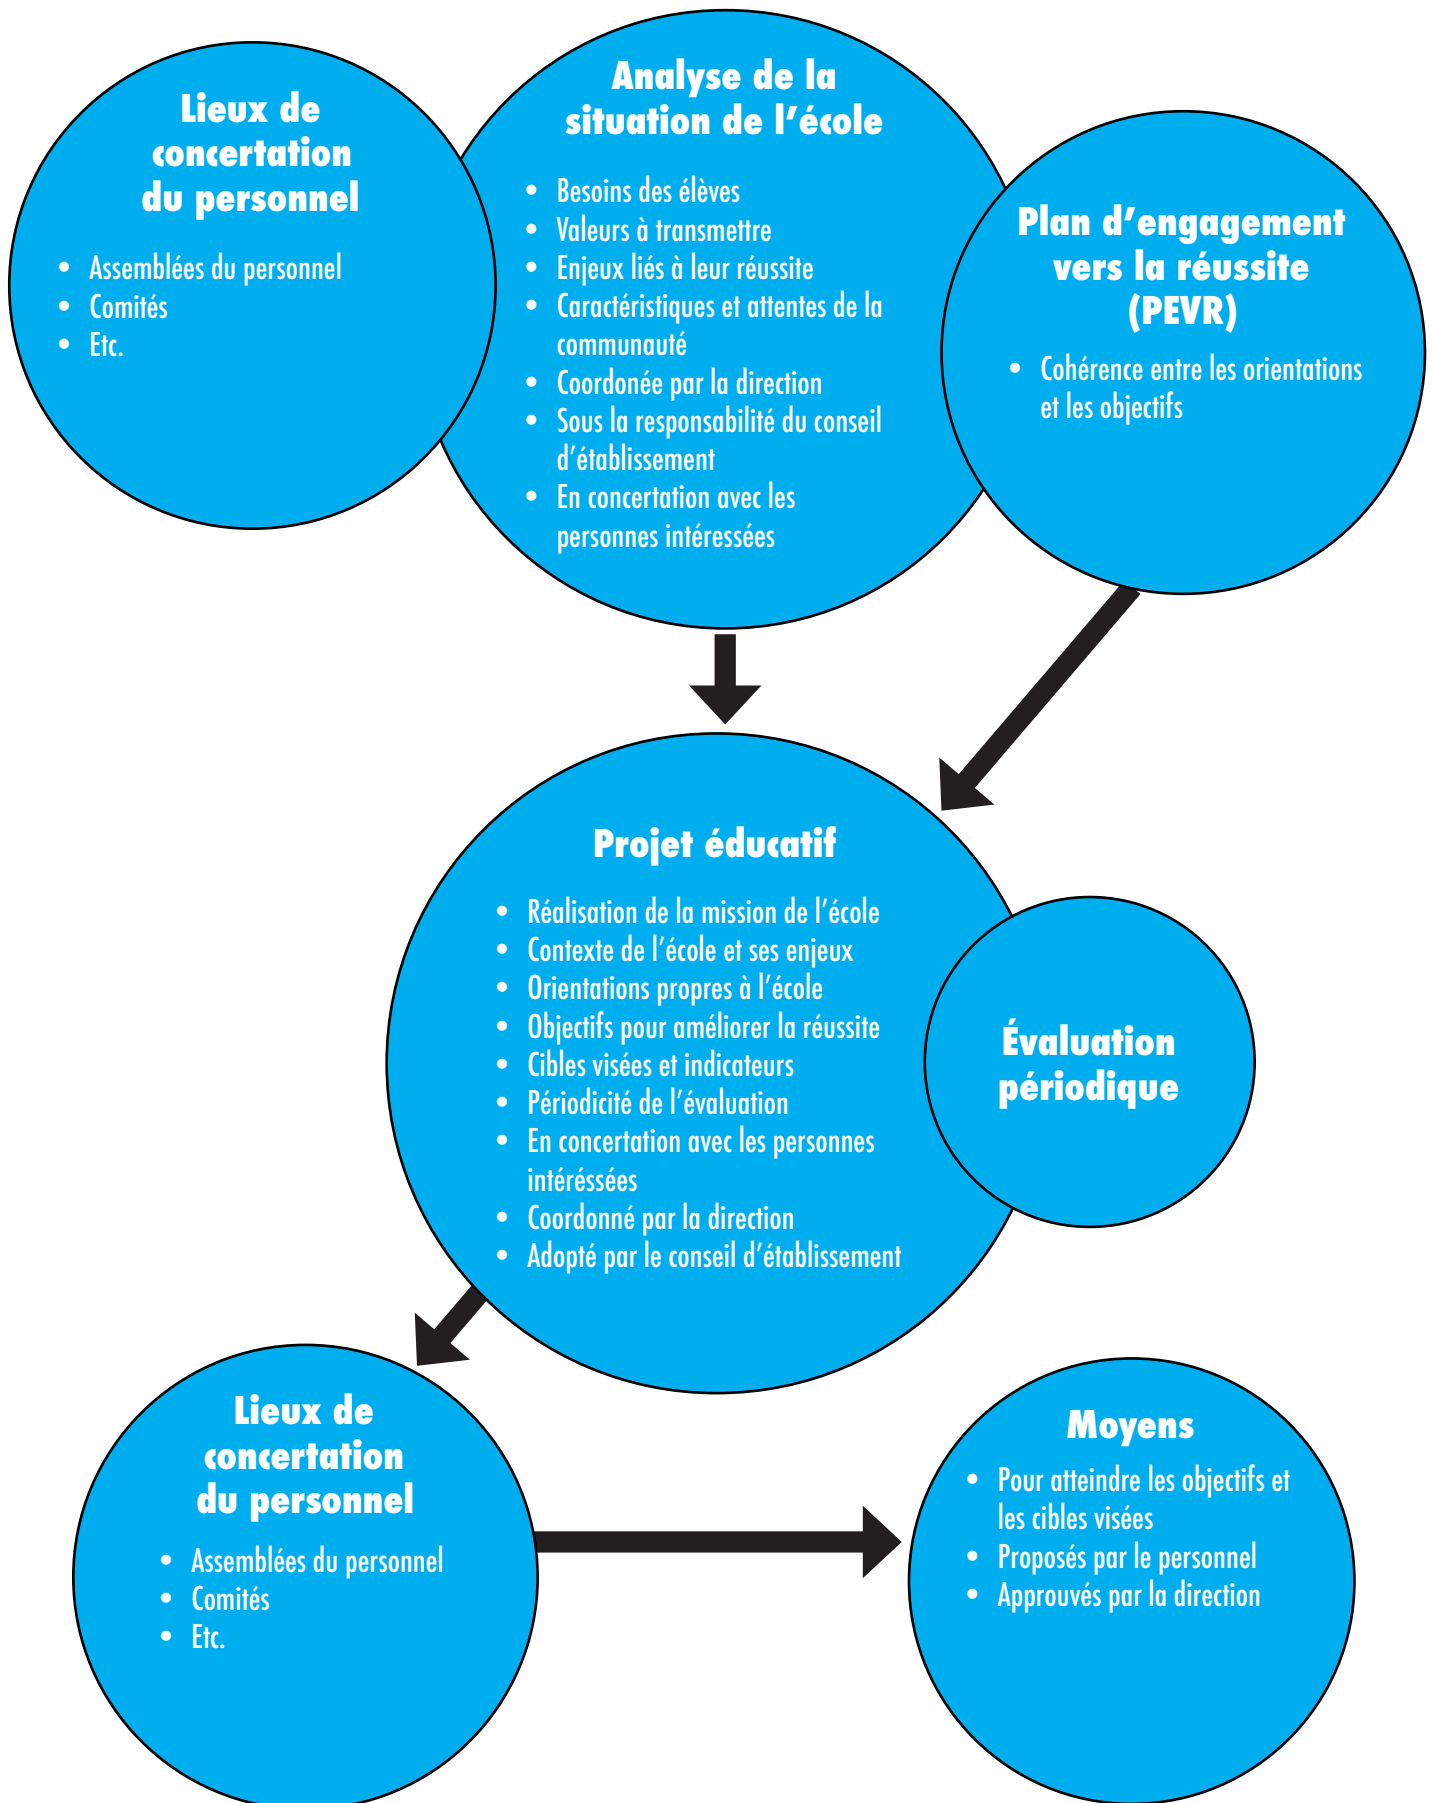 Lieux de
concertation
du personnel
• Assemblées du personnel
• Comités
• Etc.
Analyse de la
situation de l’école
• Besoins des élèves
• Valeurs à transmettre
• Enjeux liés à leur réussite
• Caractéristiques et attentes de la
communauté
• Coordonée par la direction
• Sous la responsabilité du conseil
d’établissement
• En concertation avec les
personnes intéressées
Plan d’engagement
vers la réussite
(PEVR)
• Cohérence entre les orientations
et les objectifs
Projet éducatif
• Réalisation de la mission de l’école
• Contexte de l’école et ses enjeux
• Orientations propres à l’école
• Objectifs pour améliorer la réussite
• Cibles visées et indicateurs
• Périodicité de l’évaluation
• En concertation avec les personnes
intéréssées
• Coordonné par la direction
• Adopté par le conseil d’établissement
Évaluation
périodique
Lieux de
concertation
du personnel
• Assemblées du personnel
• Comités
• Etc.
Moyens
• Pour atteindre les objectifs et
les cibles visées
• Proposés par le personnel
• Approuvés par la direction